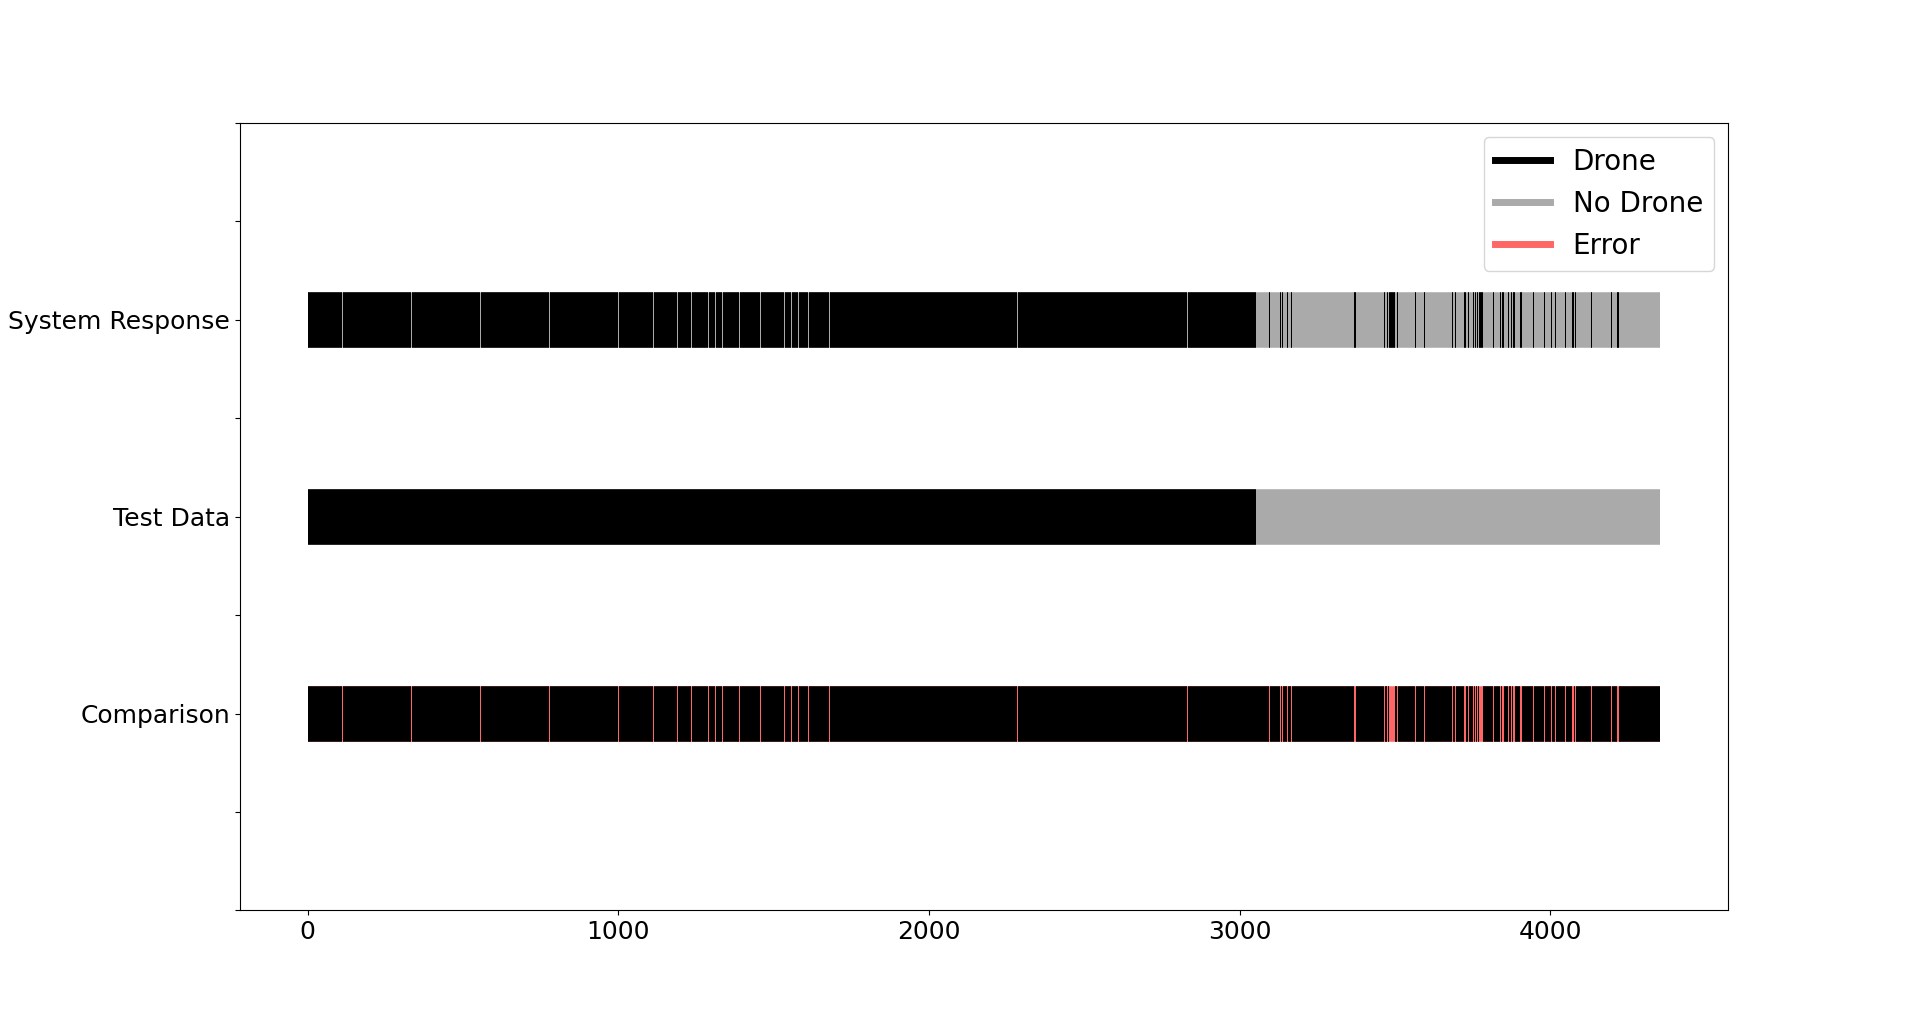 Drone
No Drone
Error
System Response
Test Data
Comparison
0 1000 2000 3000 4000